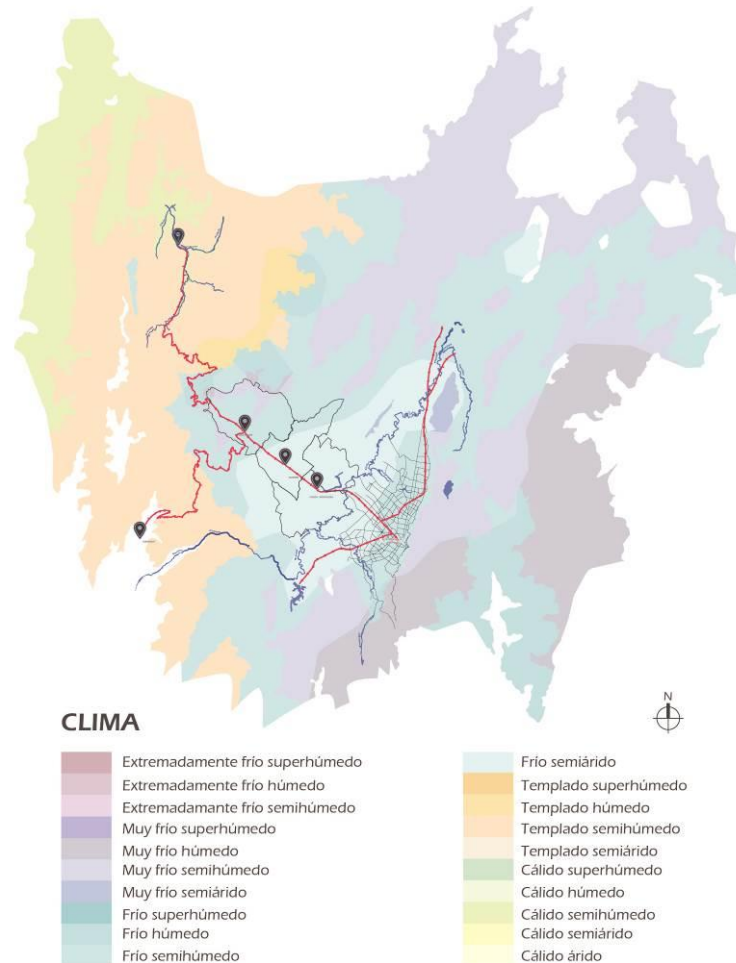 CLIMA
N
Extremadamente frío superhúmedo
Extremadamente frío húmedo
Extremadamante frío semihúmedo
Muy frío superhúmedo
Muy frío húmedo
Muy frío semihúmedo
Muy frío semiárido
Frío superhúmedo
Frío húmedo
Frío semihúmedo
Frío semiárido
Templado superhúmedo
Templado húmedo
Templado semihúmedo
Templado semiárido
Cálido superhúmedo
Cálido húmedo
Cálido semihúmedo
Cálido semiárido
Cálido árido